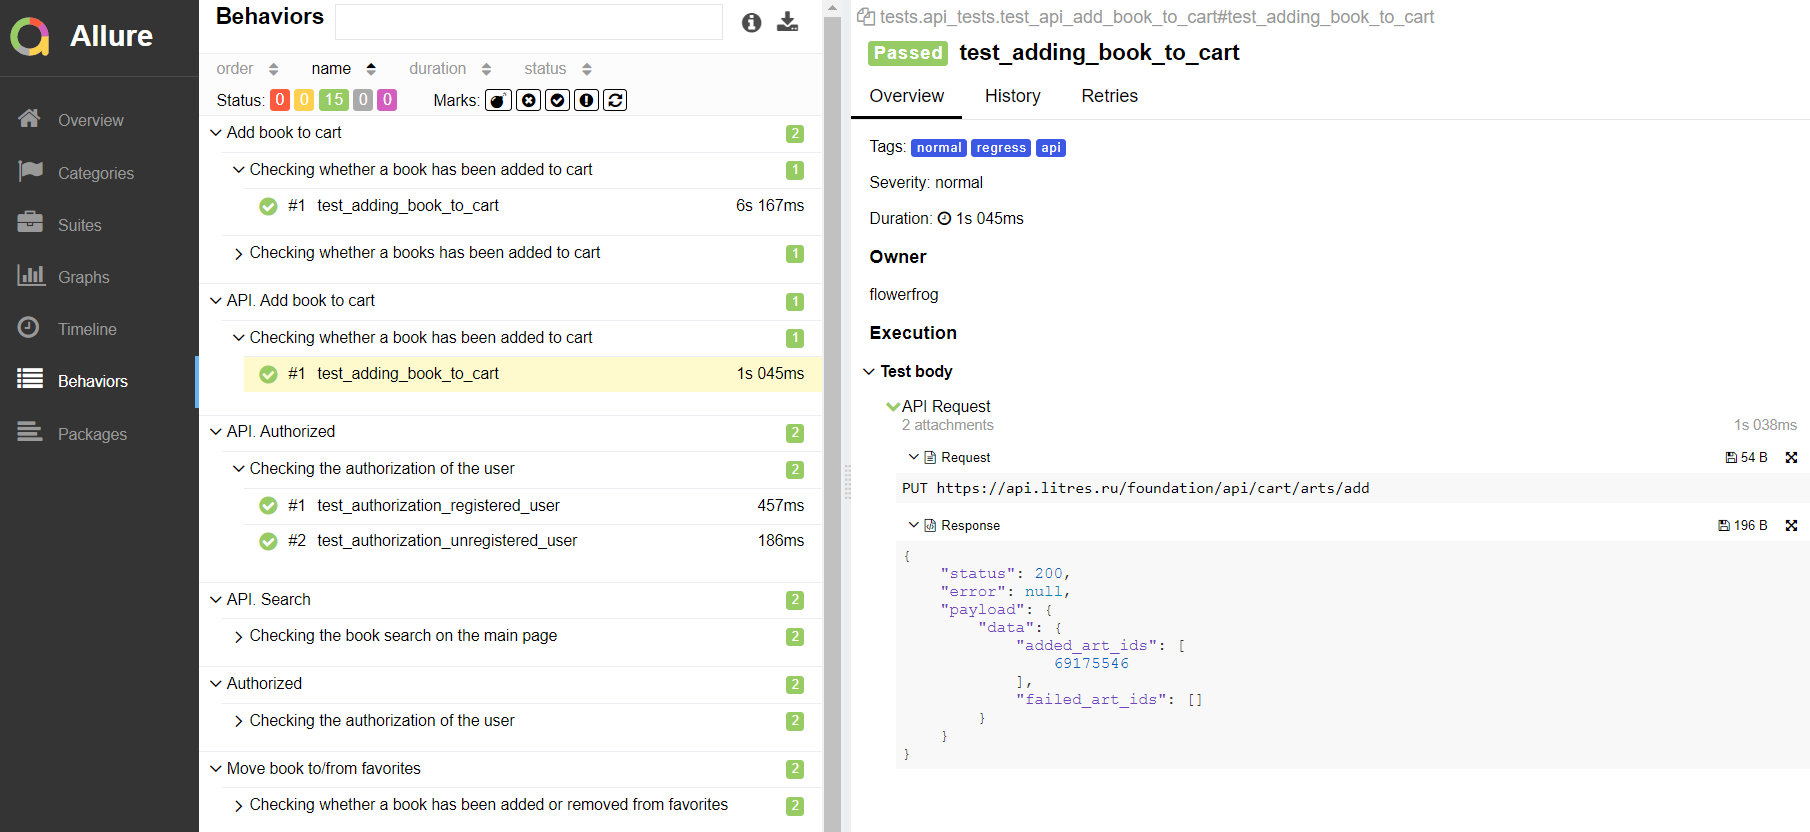 Allure
Overview
Categories
Suites
Graphs
Timeline
Behaviors
Packages
Behaviors
order name duration status
Status: 0 0 15 0 0 Marks:
Add book to cart 2
Checking whether a book has been added to cart 1
#1 test_adding_book_to_cart 6s 167ms
Checking whether a books has been added to cart 1
API. Add book to cart 1
Checking whether a book has been added to cart 1
#1 test_adding_book_to_cart 1s 045ms
API. Authorized 2
Checking the authorization of the user 2
#1 test_authorization_registered_user 457ms
#2 test_authorization_unregistered_user 186ms
API. Search 2
Checking the book search on the main page 2
Authorized 2
Checking the authorization of the user 2
Move book to/from favorites 2
Checking whether a book has been added or removed from favorites 2
tests.api_tests.test_api_add_book_to_cart#test_adding_book_to_cart
Passed test_adding_book_to_cart
Overview History Retries
Tags: normal regress api
Severity: normal
Duration: 1s 045ms
Owner
flowerfrog
Execution
Test body
API Request
2 attachments 1s 038ms
Request 54 B
PUT https://api.litres.ru/foundation/api/cart/arts/add
Response 196 B
{
"status": 200,
"error": null,
"payload": {
"data": {
"added_art_ids": [
69175546
],
"failed_art_ids": []
}
}
}